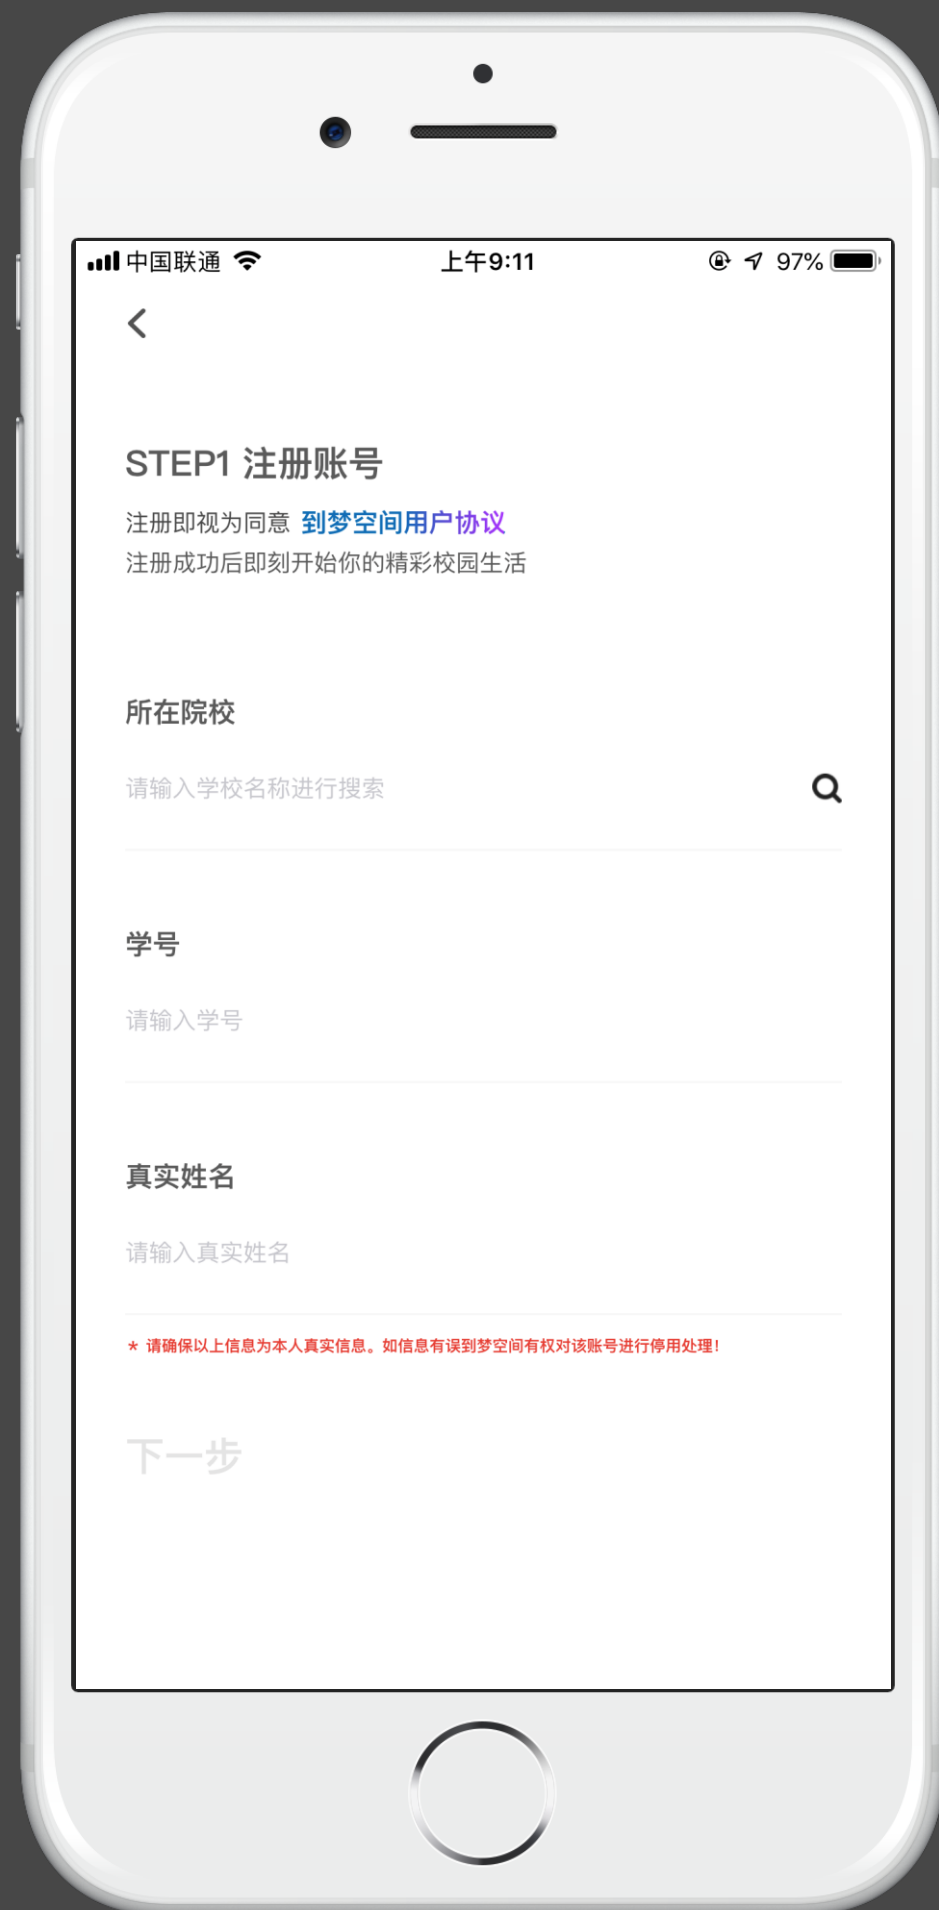 中国联通 上午9:11 97%
STEP1 注册账号
注册即视为同意 到梦空间用户协议
注册成功后即刻开始你的精彩校园生活
所在院校
请输入学校名称进行搜索
学号
请输入学号
真实姓名
请输入真实姓名
* 请确保以上信息为本人真实信息。如信息有误到梦空间有权对该账号进行停用处理！
下一步